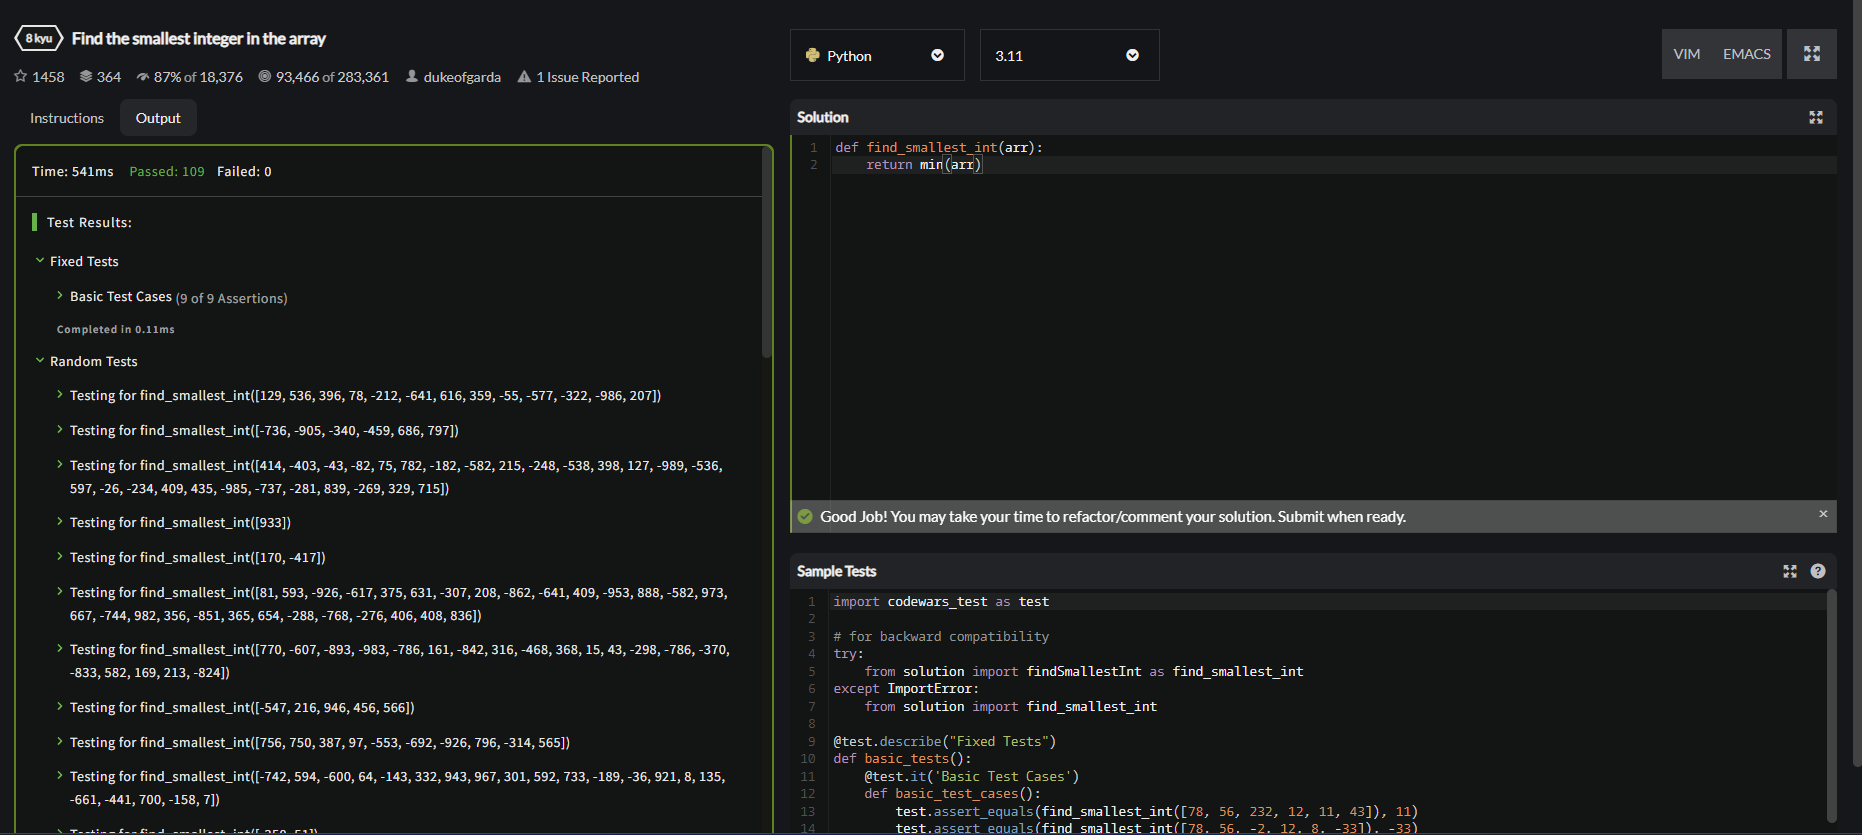 8 kyu Find the smallest integer in the array
1458 364 87% of 18,376 93,466 of 283,361 dukeofgarda 1 Issue Reported
Instructions Output
Time: 541ms Passed: 109 Failed: 0
Test Results:
Fixed Tests
Basic Test Cases (9 of 9 Assertions)
Completed in 0.11ms
Random Tests
Testing for find_smallest_int([129, 536, 396, 78, -212, -641, 616, 359, -55, -577, -322, -986, 207])
Testing for find_smallest_int([-736, -905, -340, -459, 686, 797])
Testing for find_smallest_int([414, -403, -43, -82, 75, 782, -182, -582, 215, -248, -538, 398, 127, -989, -536,
597, -26, -234, 409, 435, -985, -737, -281, 839, -269, 329, 715])
Testing for find_smallest_int([933])
Testing for find_smallest_int([170, -417])
Testing for find_smallest_int([81, 593, -926, -617, 375, 631, -307, 208, -862, -641, 409, -953, 888, -582, 973,
667, -744, 982, 356, -851, 365, 654, -288, -768, -276, 406, 408, 836])
Testing for find_smallest_int([770, -607, -893, -983, -786, 161, -842, 316, -468, 368, 15, 43, -298, -786, -370,
-833, 582, 169, 213, -824])
Testing for find_smallest_int([-547, 216, 946, 456, 566])
Testing for find_smallest_int([756, 750, 387, 97, -553, -692, -926, 796, -314, 565])
Testing for find_smallest_int([-742, 594, -600, 64, -143, 332, 943, 967, 301, 592, 733, -189, -36, 921, 8, 135,
-661, -441, 700, -158, 7])
Python 3.11 VIM EMACS
Solution
1 def find_smallest_int(arr):
2 return min(arr)
Good Job! You may take your time to refactor/comment your solution. Submit when ready.
Sample Tests
1 import codewars_test as test
2
3 # for backward compatibility
4 try:
5 from solution import findSmallestInt as find_smallest_int
6 except ImportError:
7 from solution import find_smallest_int
8
9 @test.describe("Fixed Tests")
10 def basic_tests():
11 @test.it('Basic Test Cases')
12 def basic_test_cases():
13 test.assert_equals(find_smallest_int([78, 56, 232, 12, 11, 43]), 11)
14 test.assert_equals(find_smallest_int([78, 56, -2, 12, 8, -33]), -33)